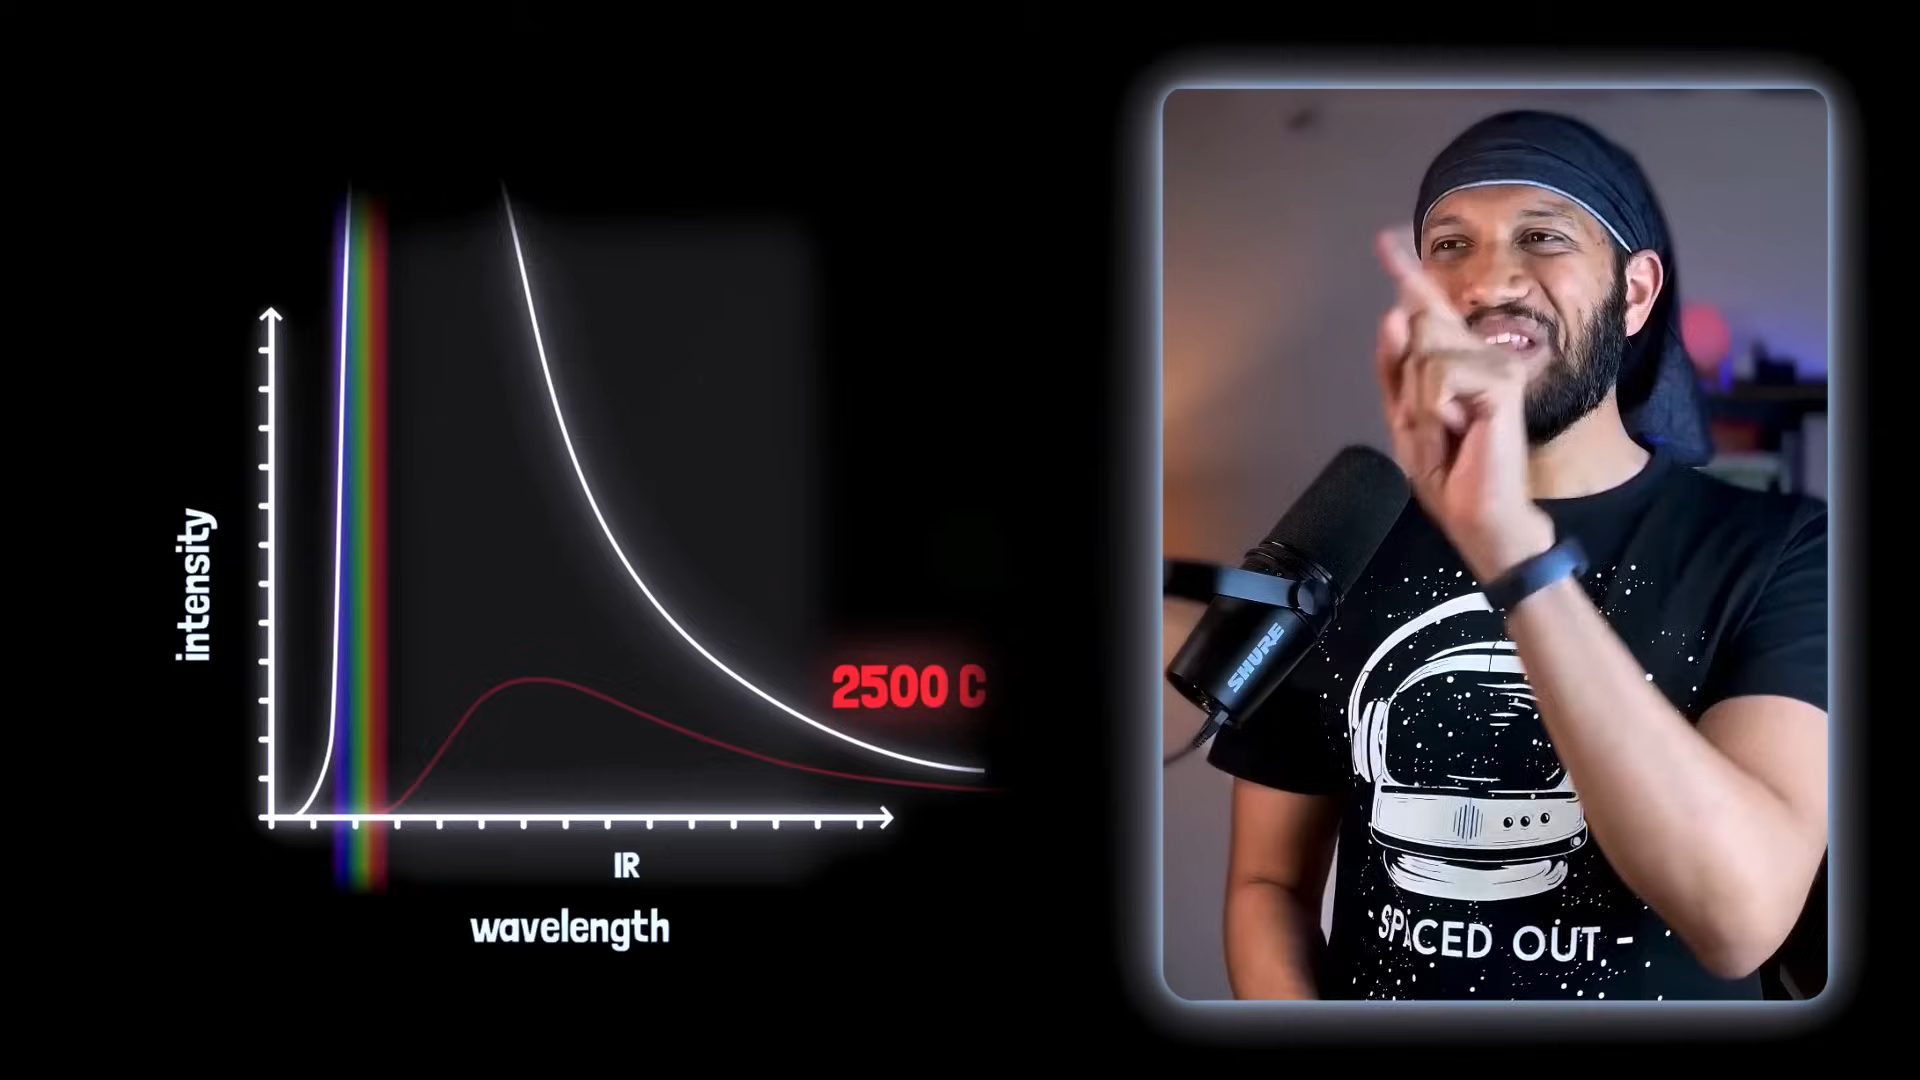 intensity
2500 C
IR
wavelength
SHURE
- SPACED OUT -